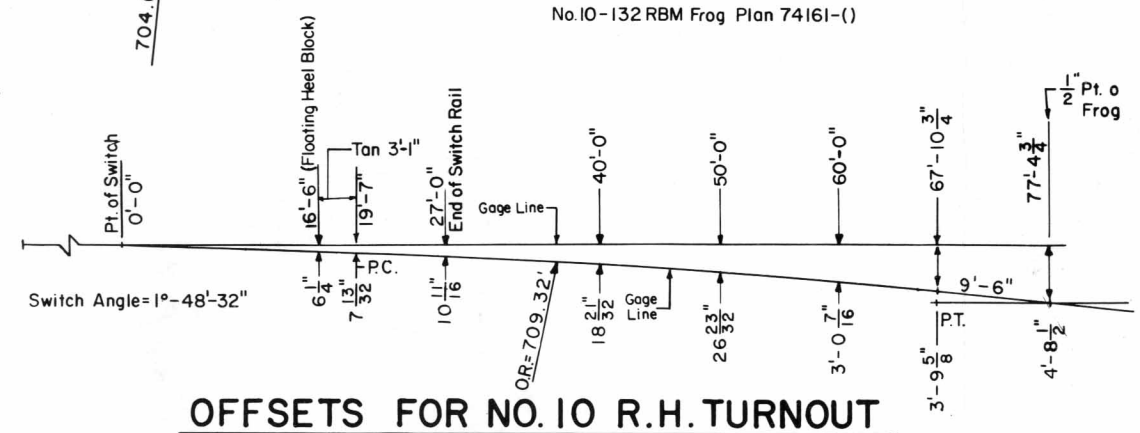 704.
No.10-132 RBM Frog Plan 74161-()
Pt. of Switch
0'-0"
16'-6" (Floating Heel Block)
Tan 3'-1"
19'-7"
27'-0"
End of Switch Rail
Gage Line
40'-0"
50'-0"
60'-0"
67'-10 3/4"
77'-4 3/4"
1/2" Pt. o
Frog
Switch Angle=1°-48'-32"
6 1/4"
7 13/32"
P.C.
10 11/16"
O.R.=709.32'
18 21/32"
Gage
Line
26 23/32"
3'-0 7/16"
9'-6"
P.T.
3'-9 5/8"
4'-8 1/2"
OFFSETS FOR NO. 10 R.H. TURNOUT